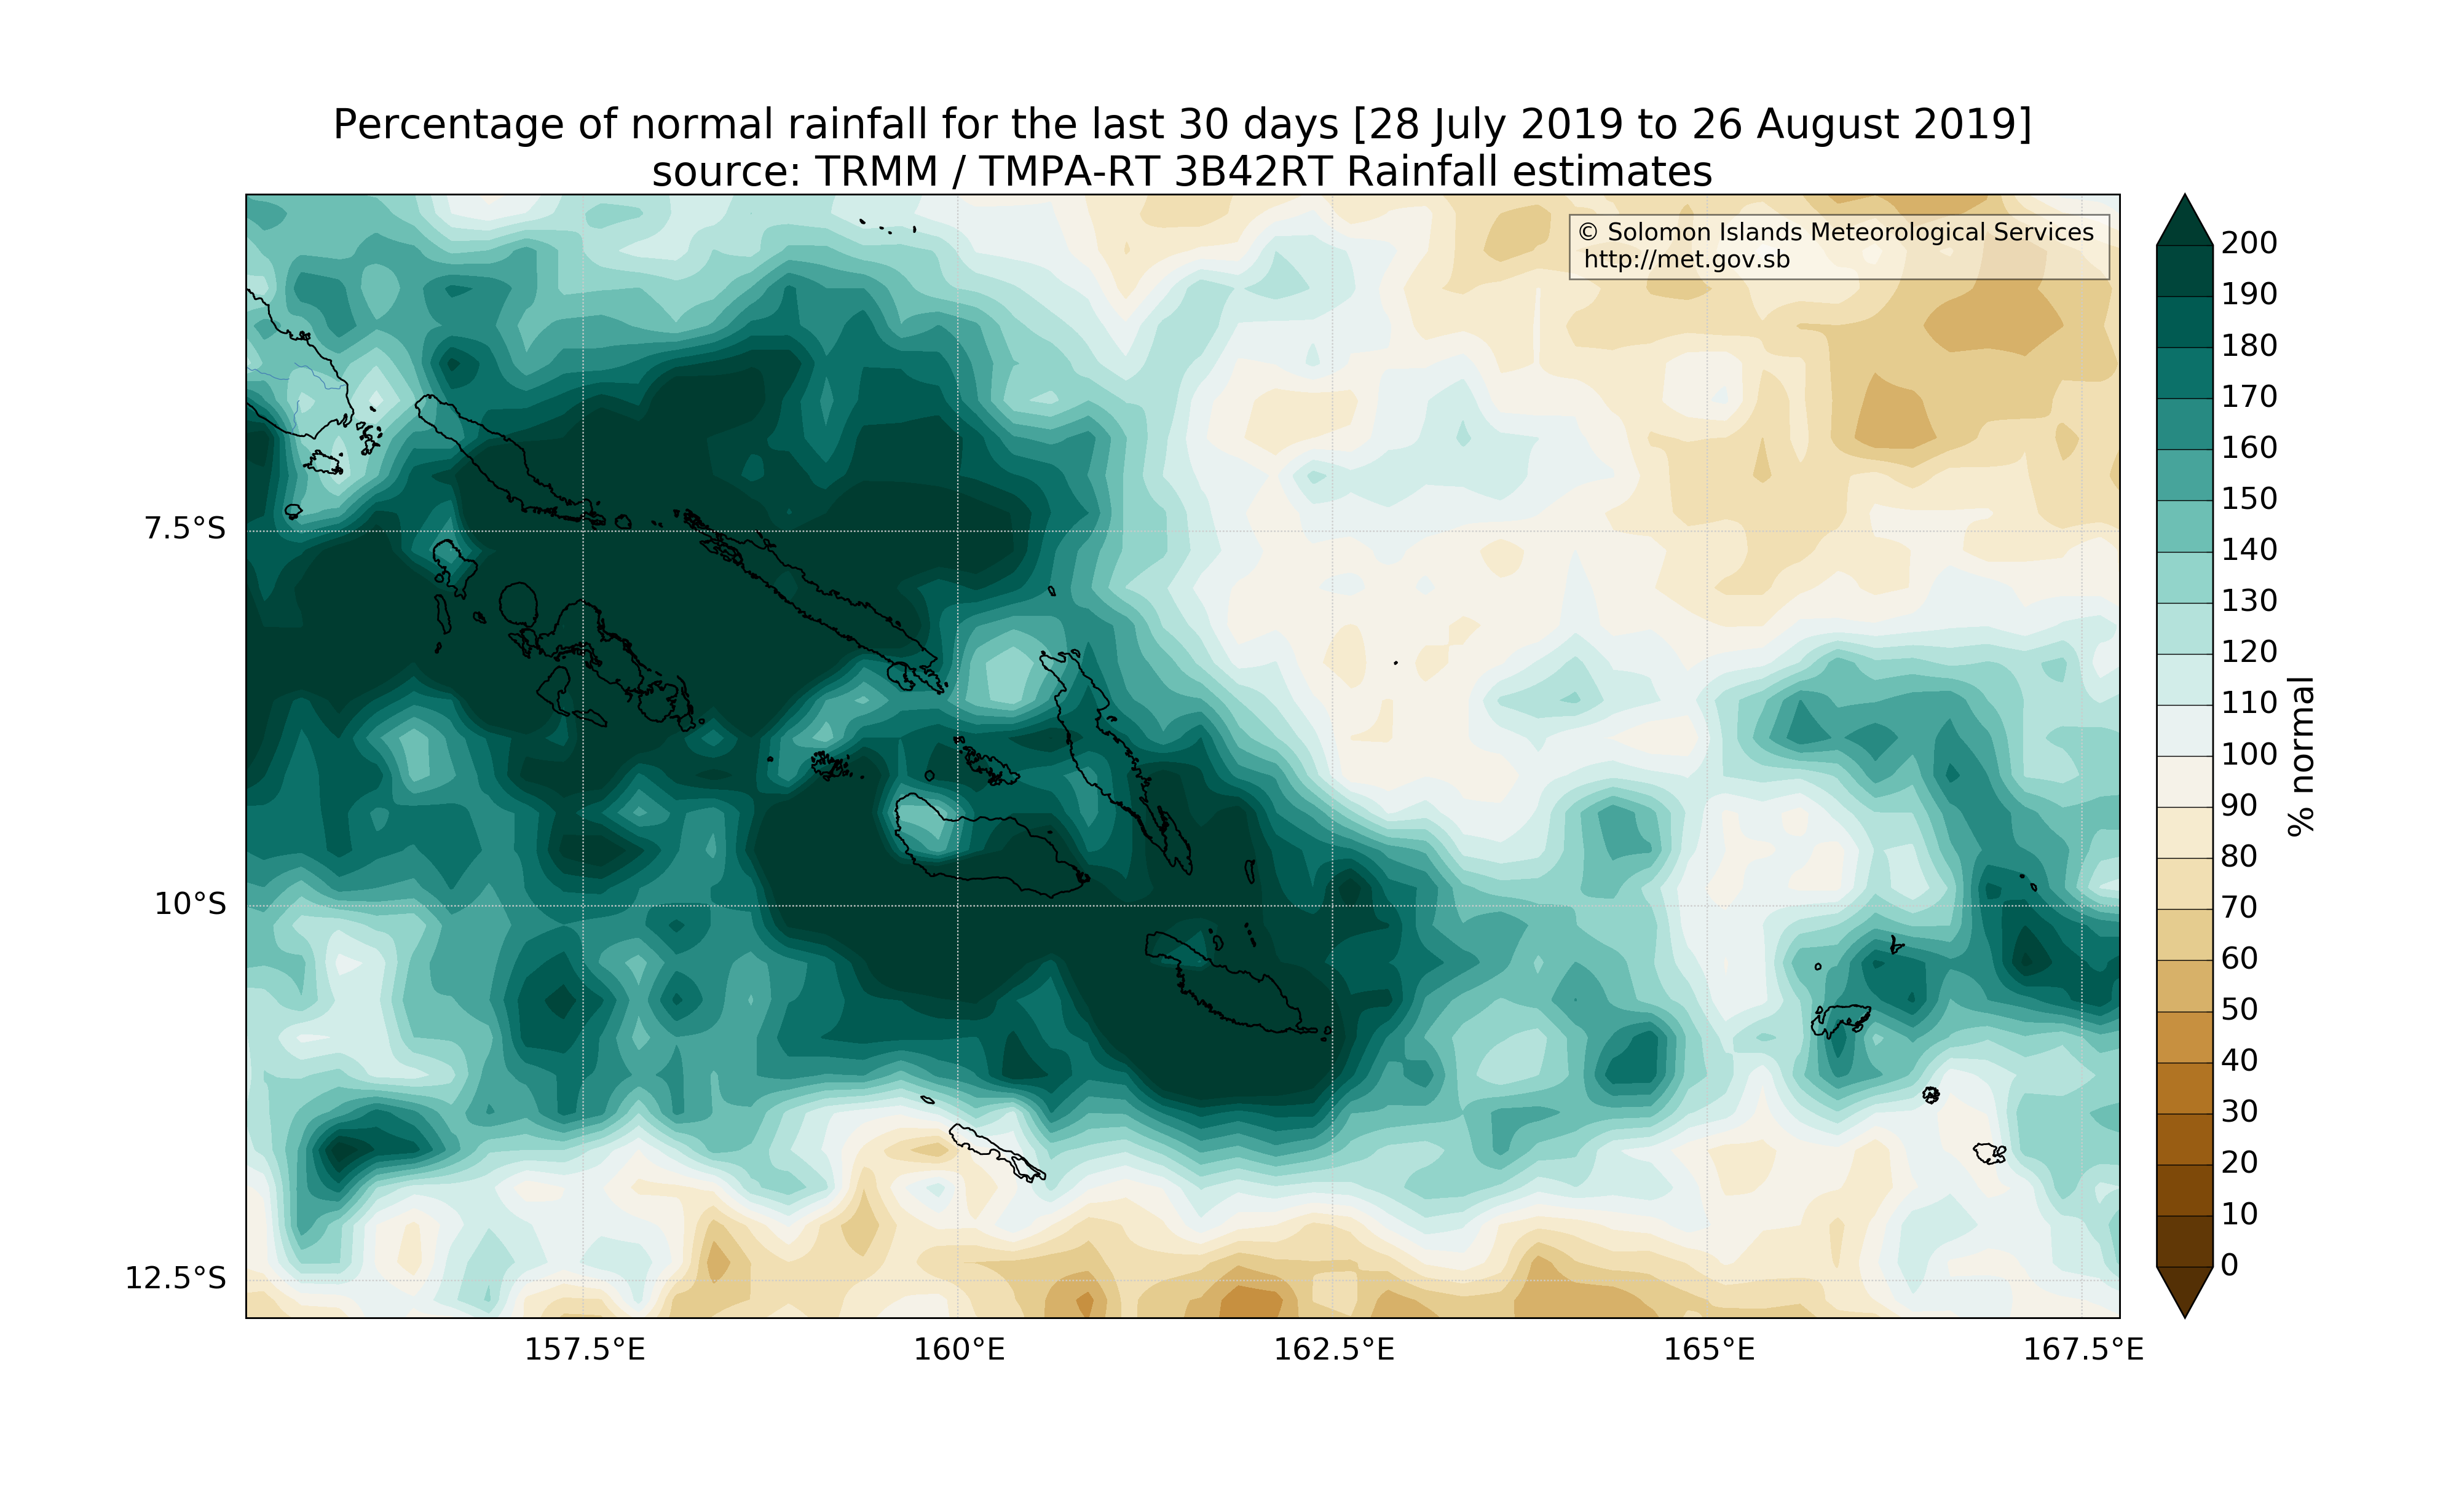 Percentage of normal rainfall for the last 30 days [28 July 2019 to 26 August 2019]
source: TRMM / TMPA-RT 3B42RT Rainfall estimates
© Solomon Islands Meteorological Services
http://met.gov.sb
7.5°S
10°S
12.5°S
157.5°E
160°E
162.5°E
165°E
167.5°E
200
190
180
170
160
150
140
130
120
110
100
90
80
70
60
50
40
30
20
10
0
% normal